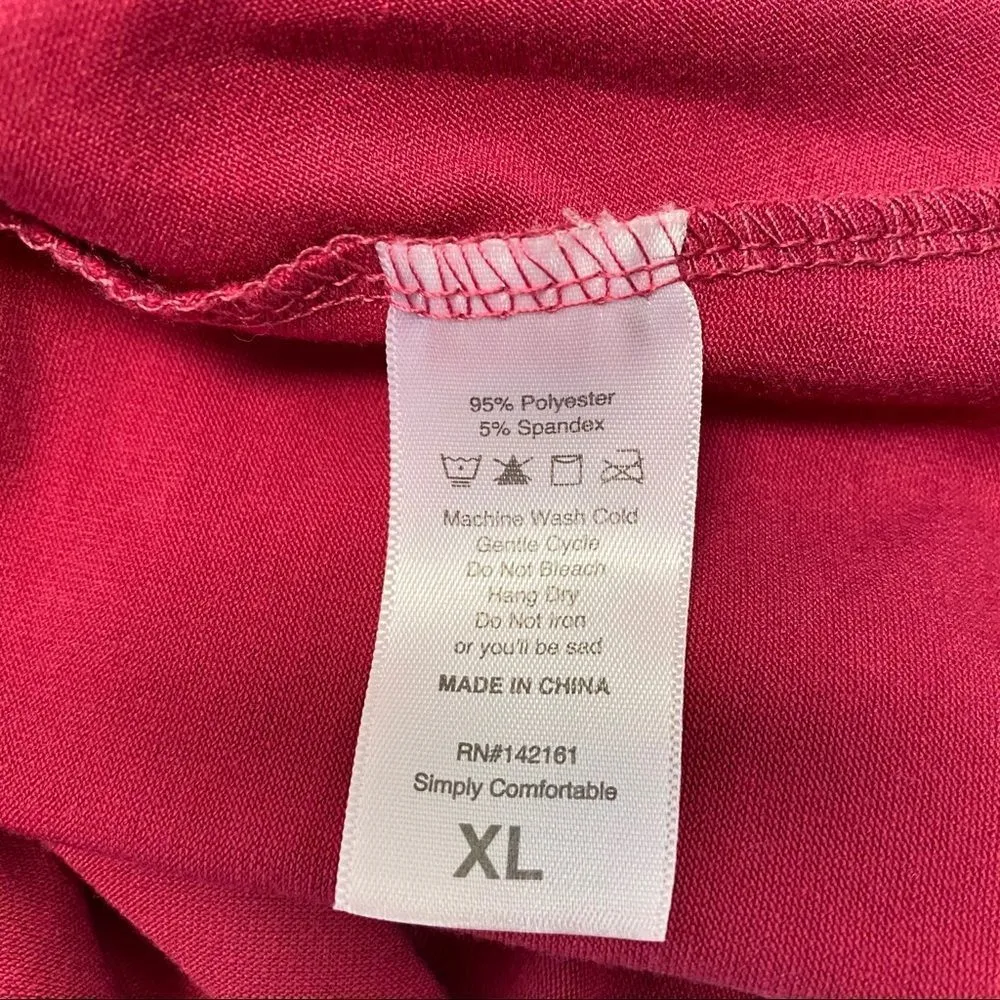 95% Polyester
5% Spandex
Machine Wash Cold
Gentle Cycle
Do Not Bleach
Hang Dry
Do Not Iron
or you'll be sad
MADE IN CHINA
RN#142161
Simply Comfortable
XL